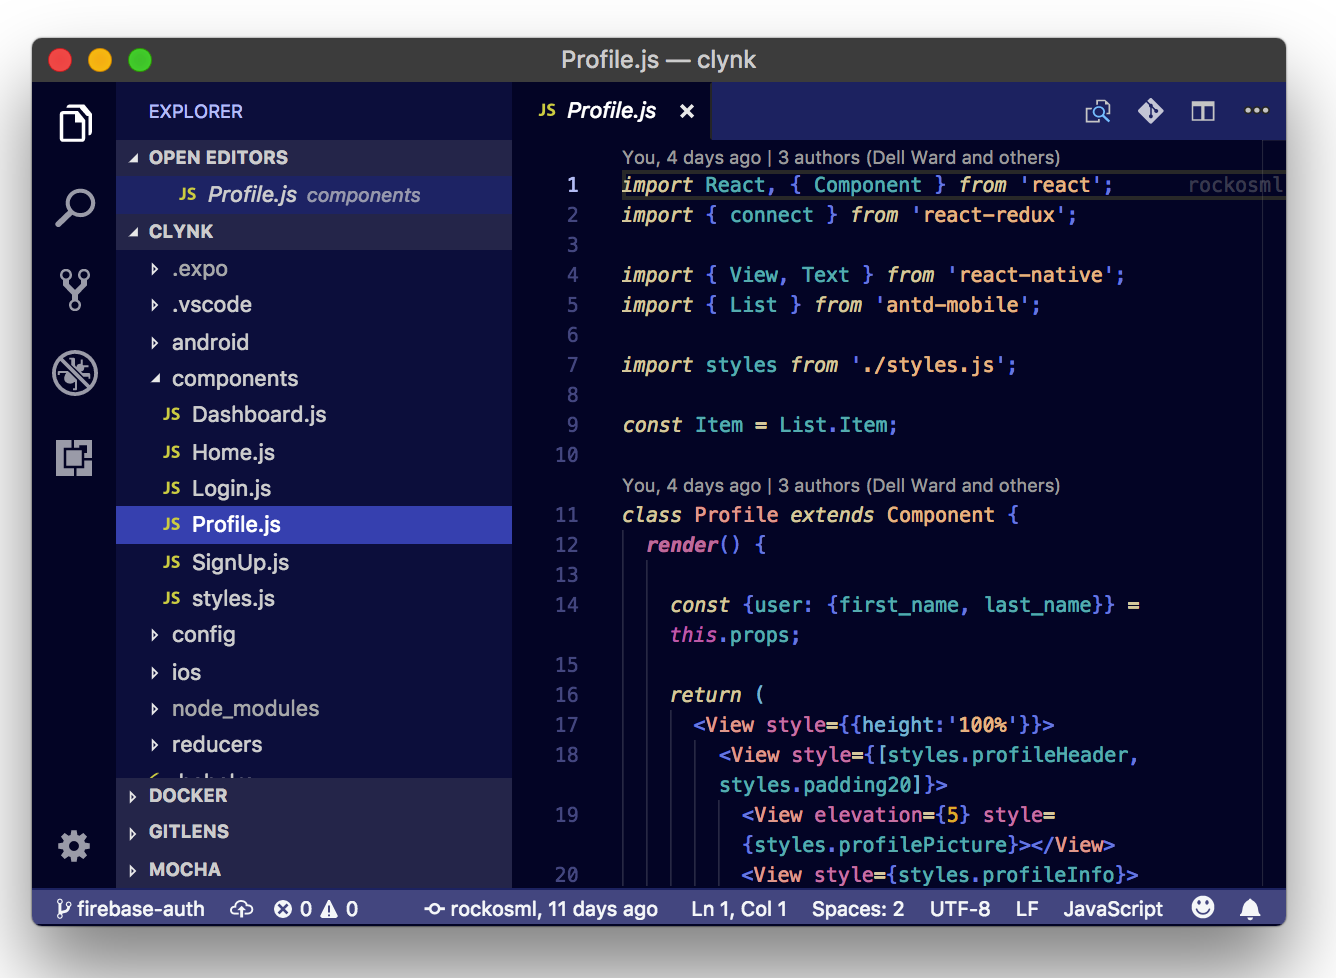 Profile.js — clynk
EXPLORER
OPEN EDITORS
JS Profile.js components
CLYNK
.expo
.vscode
android
components
JS Dashboard.js
JS Home.js
JS Login.js
JS Profile.js
JS SignUp.js
JS styles.js
config
ios
node_modules
reducers
DOCKER
GITLENS
MOCHA
JS Profile.js ×
You, 4 days ago | 3 authors (Dell Ward and others)
1 import React, { Component } from 'react'; rockosml
2 import { connect } from 'react-redux';
3
4 import { View, Text } from 'react-native';
5 import { List } from 'antd-mobile';
6
7 import styles from './styles.js';
8
9 const Item = List.Item;
10
You, 4 days ago | 3 authors (Dell Ward and others)
11 class Profile extends Component {
12 render() {
13
14 const {user: {first_name, last_name}} =
this.props;
15
16 return (
17 <View style={{height:'100%'}}>
18 <View style={[styles.profileHeader,
styles.padding20]}>
19 <View elevation={5} style=
{styles.profilePicture}></View>
20 <View style={styles.profileInfo}>
firebase-auth 0 0 rockosml, 11 days ago Ln 1, Col 1 Spaces: 2 UTF-8 LF JavaScript